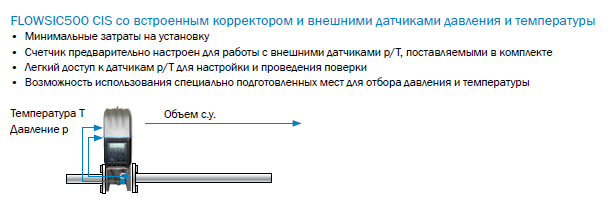 FLOWSIC500 CIS со встроенным корректором и внешними датчиками давления и температуры
• Минимальные затраты на установку
• Счетчик предварительно настроен для работы с внешними датчиками p/T, поставляемыми в комплекте
• Легкий доступ к датчикам p/T для настройки и проведения поверки
• Возможность использования специально подготовленных мест для отбора давления и температуры
Температура T
Объем с.у.
Давление p